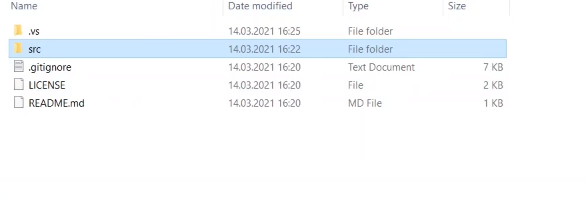 Name Date modified Type Size
.vs 14.03.2021 16:25 File folder
src 14.03.2021 16:22 File folder
.gitignore 14.03.2021 16:20 Text Document 7 KB
LICENSE 14.03.2021 16:20 File 2 KB
README.md 14.03.2021 16:20 MD File 1 KB